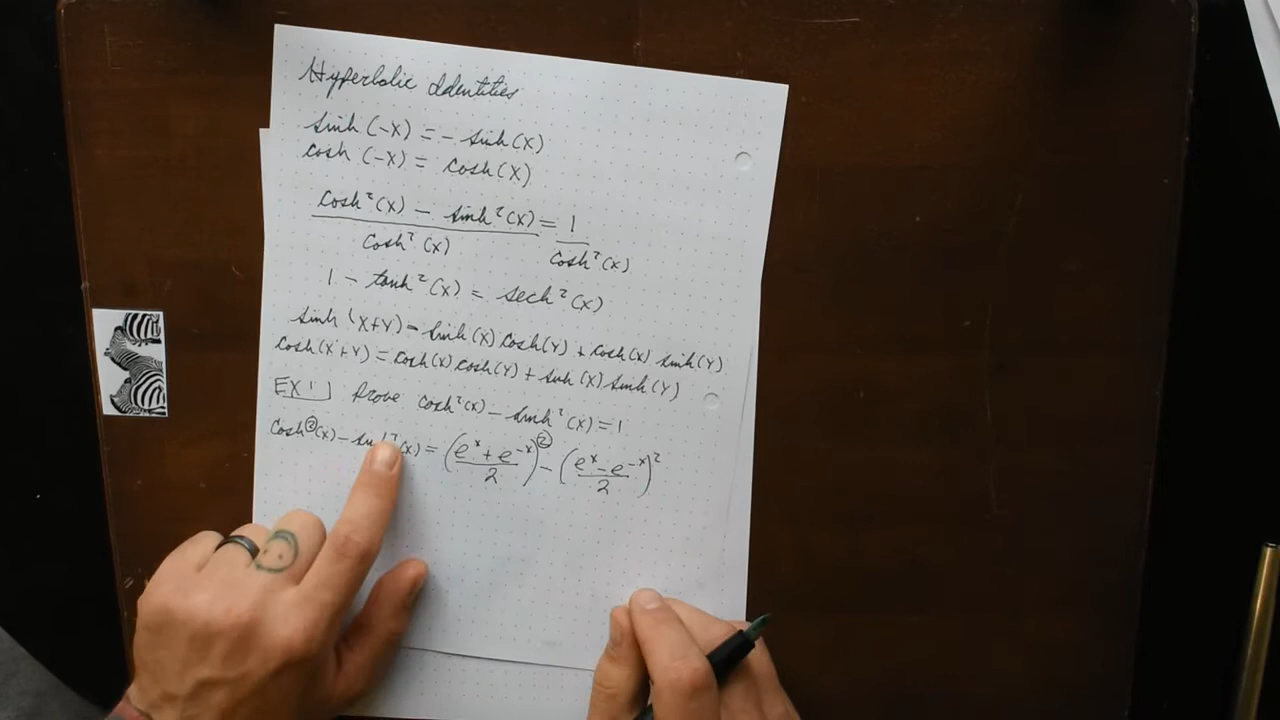 Hyperbolic Identities
sinh (-x) = - sinh (x)
cosh (-x) = cosh (x)
cosh²(x) - sinh²(x) = 1
cosh² (x) cosh²(x)
1 - tanh²(x) = sech²(x)
sinh (x+y) = sinh (x) cosh (y) + cosh (x) sinh (y)
cosh (x+y) = cosh (x) cosh (y) + sinh (x) sinh (y)
EX 1 Prove cosh²(x) - sinh²(x) = 1
cosh²(x) - sinh²(x) = (e^x + e^-x / 2)² - (e^x - e^-x / 2)²